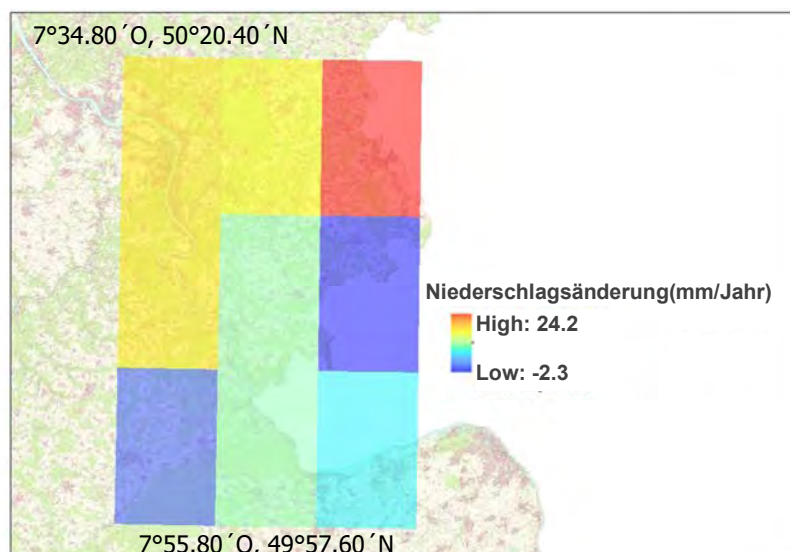 7°34.80´O, 50°20.40´N
Niederschlagsänderung(mm/Jahr)
High: 24.2
Low: -2.3
7°55.80´O, 49°57.60´N